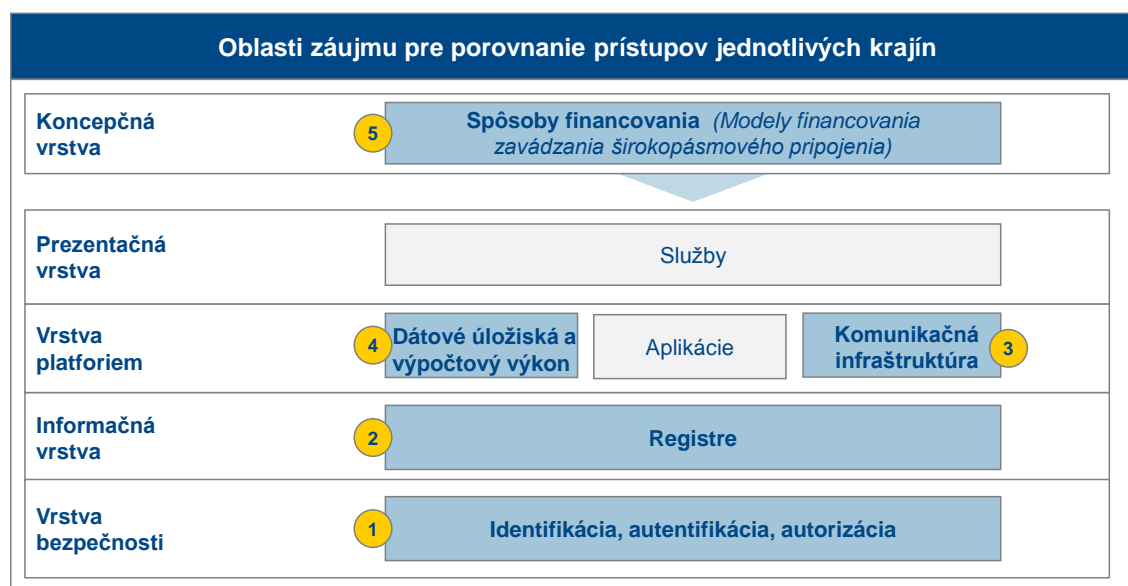 Oblasti záujmu pre porovnanie prístupov jednotlivých krajín
Koncepčná
vrstva
5
Spôsoby financovania (Modely financovania
zavádzania širokopásmového pripojenia)
Prezentačná
vrstva
Služby
Vrstva
platforiem
4
Dátové úložiská a
výpočtový výkon
Aplikácie
Komunikačná
infraštruktúra
3
Informačná
vrstva
2
Registre
Vrstva
bezpečnosti
1
Identifikácia, autentifikácia, autorizácia